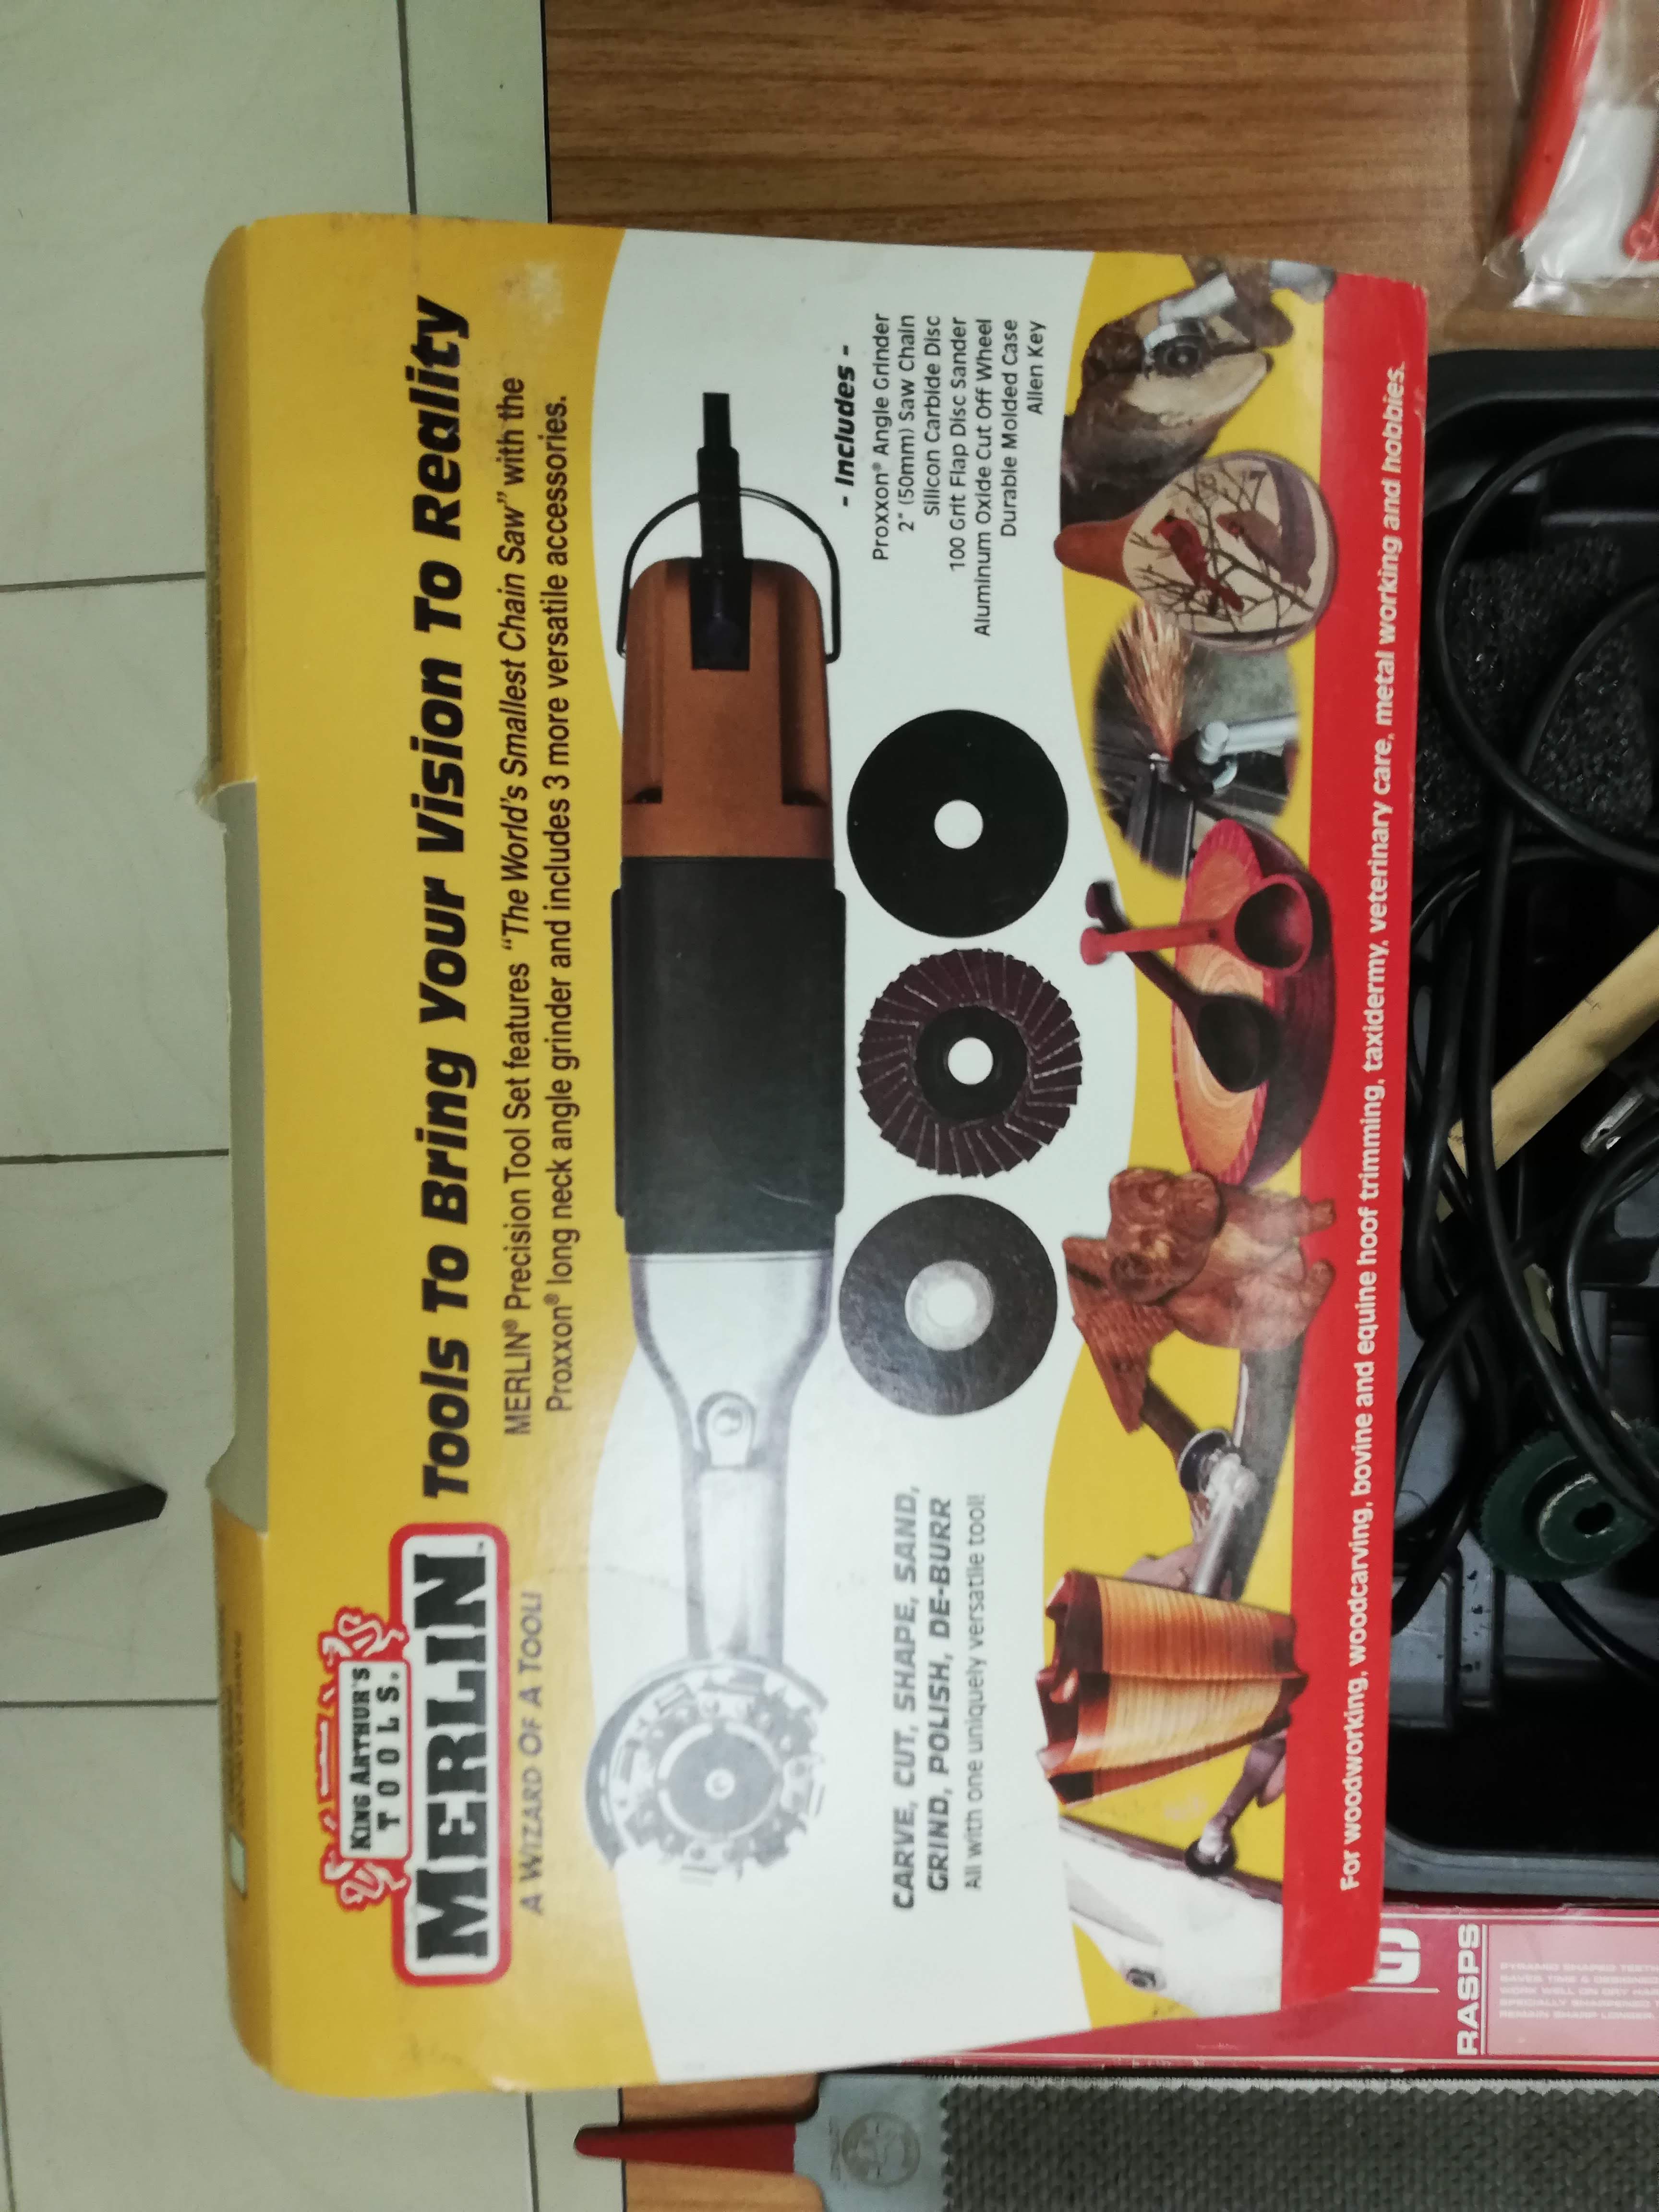 KING ARTHUR'S
TOOLS®
MERLIN™
A WIZARD OF A TOOL!
Tools To Bring Your Vision To Reality
MERLIN® Precision Tool Set features "The World's Smallest Chain Saw" with the
Proxxon® long neck angle grinder and includes 3 more versatile accessories.
CARVE, CUT, SHAPE, SAND,
GRIND, POLISH, DE-BURR
All with one uniquely versatile tool!
- Includes -
Proxxon® Angle Grinder
2" (50mm) Saw Chain
Silicon Carbide Disc
100 Grit Flap Disc Sander
Aluminum Oxide Cut Off Wheel
Durable Molded Case
Allen Key
For woodworking, woodcarving, bovine and equine hoof trimming, taxidermy, veterinary care, metal working and hobbies.
RASPS